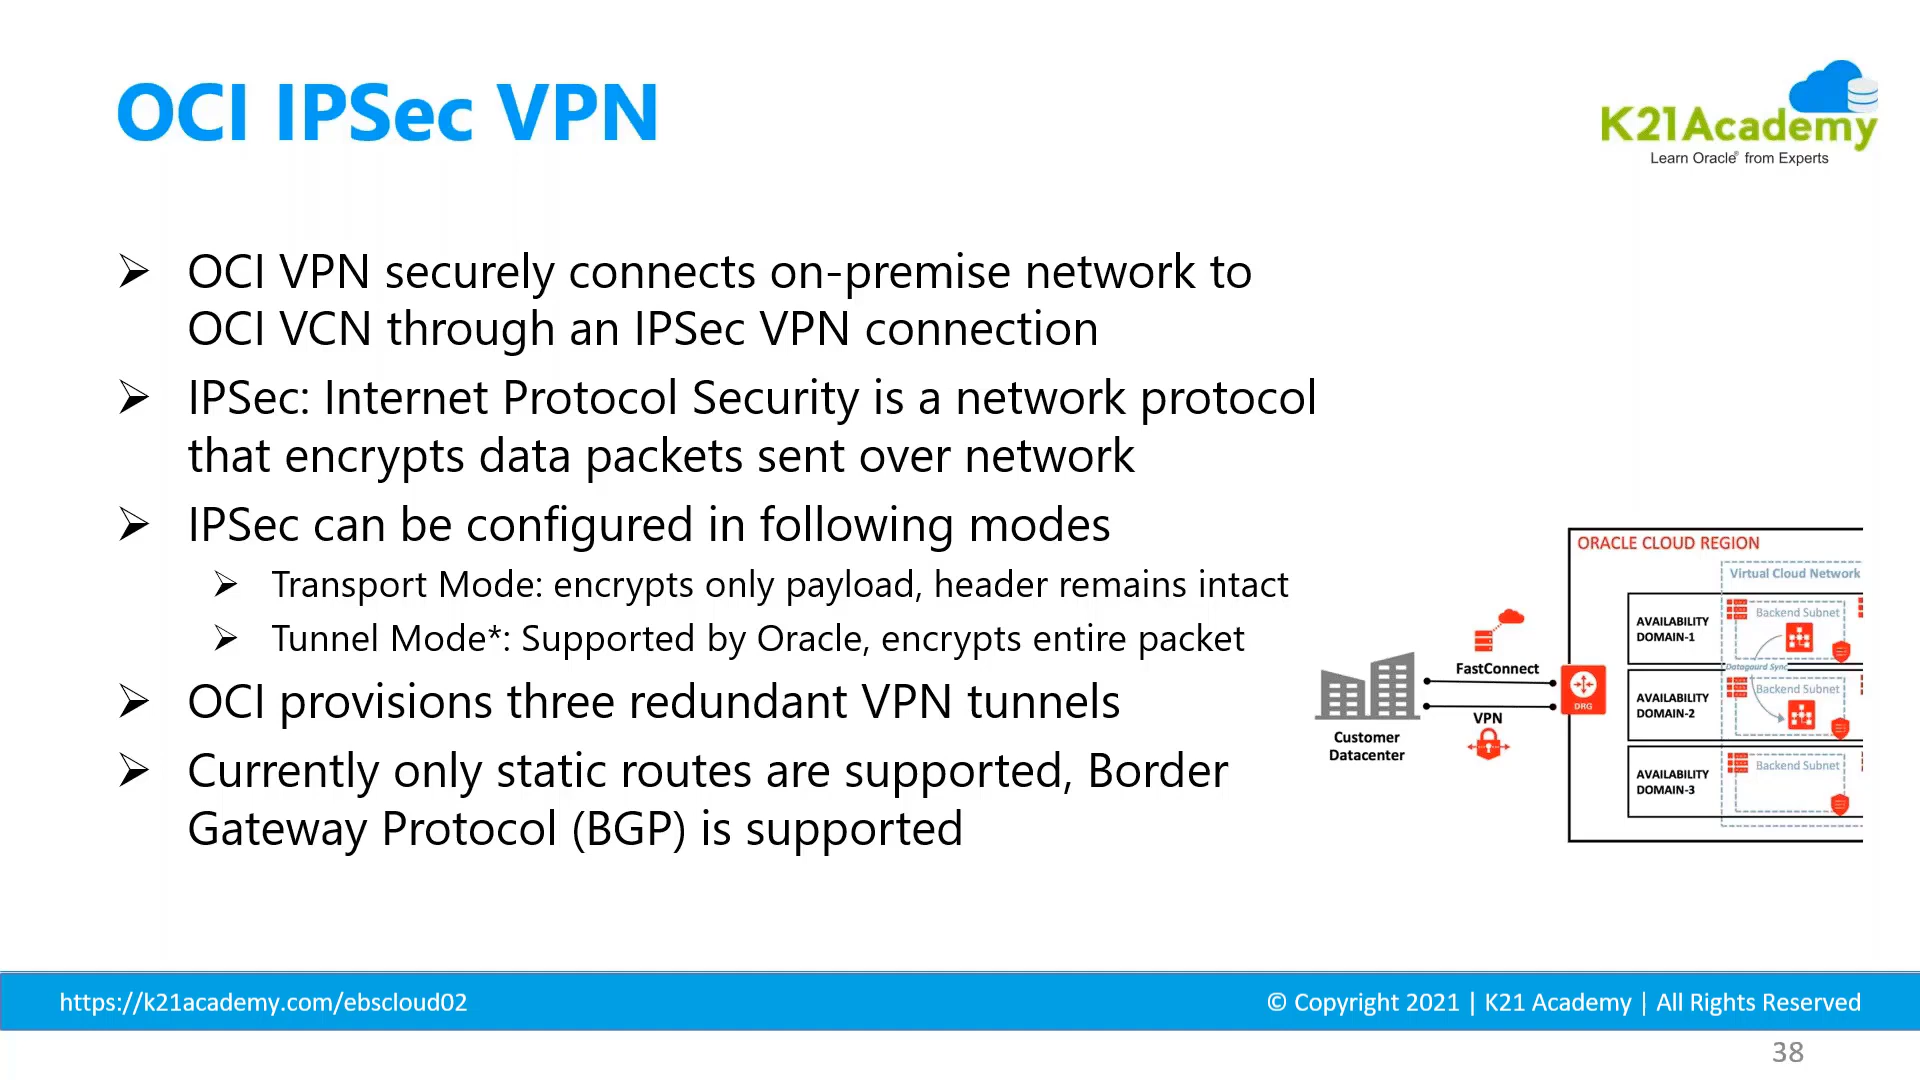 OCI IPSec VPN
K21Academy
Learn Oracle® from Experts
➢ OCI VPN securely connects on-premise network to
OCI VCN through an IPSec VPN connection
➢ IPSec: Internet Protocol Security is a network protocol
that encrypts data packets sent over network
➢ IPSec can be configured in following modes
➢ Transport Mode: encrypts only payload, header remains intact
➢ Tunnel Mode*: Supported by Oracle, encrypts entire packet
➢ OCI provisions three redundant VPN tunnels
➢ Currently only static routes are supported, Border
Gateway Protocol (BGP) is supported
ORACLE CLOUD REGION
Virtual Cloud Network
AVAILABILITY
DOMAIN-1
Backend Subnet
Dataguard Sync
AVAILABILITY
DOMAIN-2
Backend Subnet
AVAILABILITY
DOMAIN-3
Backend Subnet
FastConnect
DRG
VPN
Customer
Datacenter
https://k21academy.com/ebscloud02
© Copyright 2021 | K21 Academy | All Rights Reserved
38